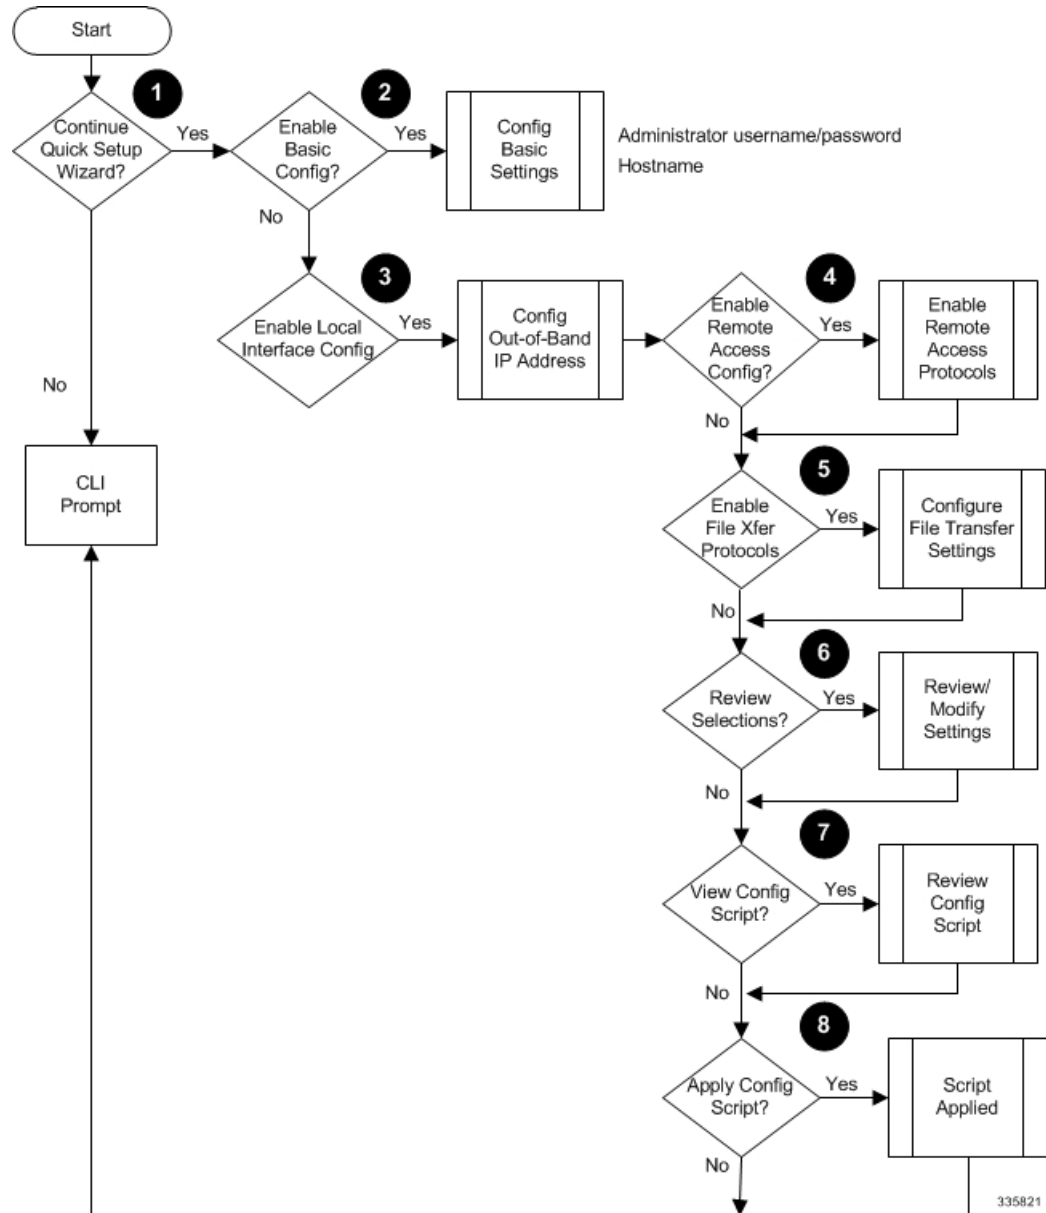 Start
1
2
Continue
Quick Setup
Wizard?
Yes
Enable
Basic
Config?
Yes
Config
Basic
Settings
Administrator username/password
Hostname
No
No
3
Enable Local
Interface Config
Yes
Config
Out-of-Band
IP Address
4
Enable
Remote
Access
Config?
Yes
Enable
Remote
Access
Protocols
No
CLI
Prompt
5
Enable
File Xfer
Protocols
Yes
Configure
File Transfer
Settings
No
6
Review
Selections?
Yes
Review/
Modify
Settings
No
7
View Config
Script?
Yes
Review
Config
Script
No
8
Apply Config
Script?
Yes
Script
Applied
No
335821